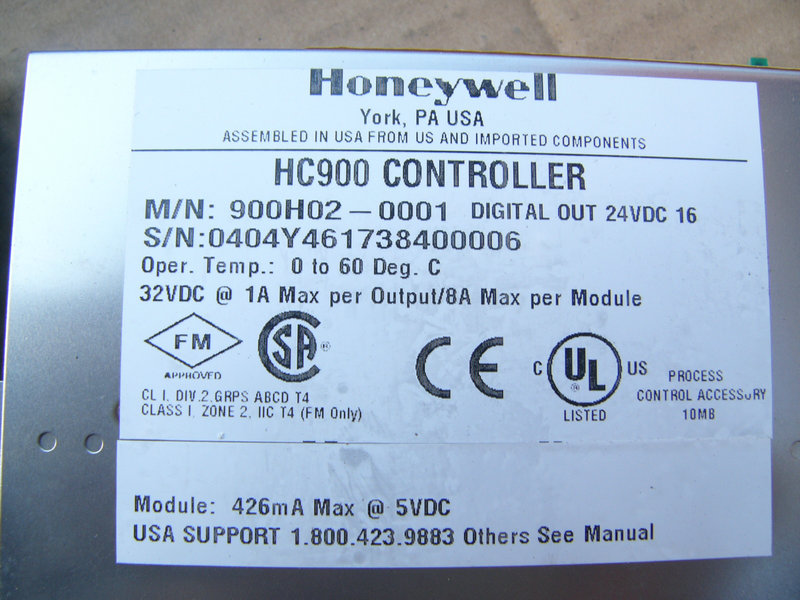 Honeywell
York, PA USA
ASSEMBLED IN USA FROM US AND IMPORTED COMPONENTS
HC900 CONTROLLER
M/N: 900H02-0001 DIGITAL OUT 24VDC 16
S/N:0404Y461738400006
Oper. Temp.: 0 to 60 Deg. C
32VDC @ 1A Max per Output/8A Max per Module
FM
APPROVED
CL I, DIV.2,GRPS ABCD T4
CLASS I, ZONE 2, IIC T4 (FM Only)
SA ®
CE
C UL US
®
LISTED
PROCESS
CONTROL ACCESSORY
10MB
Module: 426mA Max @ 5VDC
USA SUPPORT 1.800.423.9883 Others See Manual